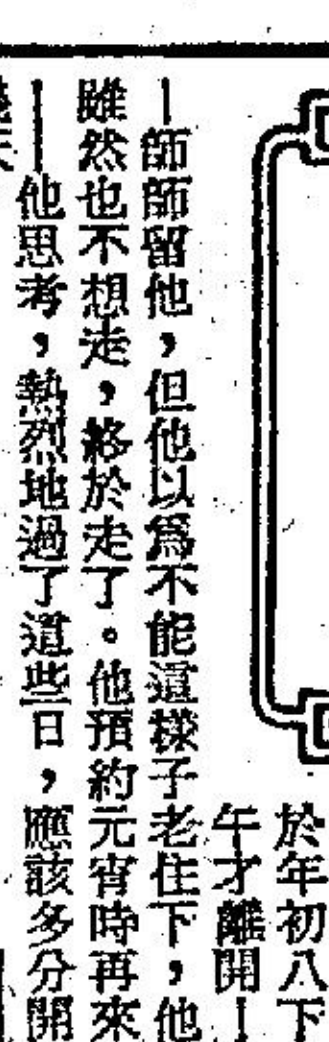 於年初八下
午才離開—
—師師留他，但他以爲不能這樣子老住下，他
雖然也不想走，終於走了。他預約元宵時再來
——他思考，熱烈地過了這些日，應該多分開